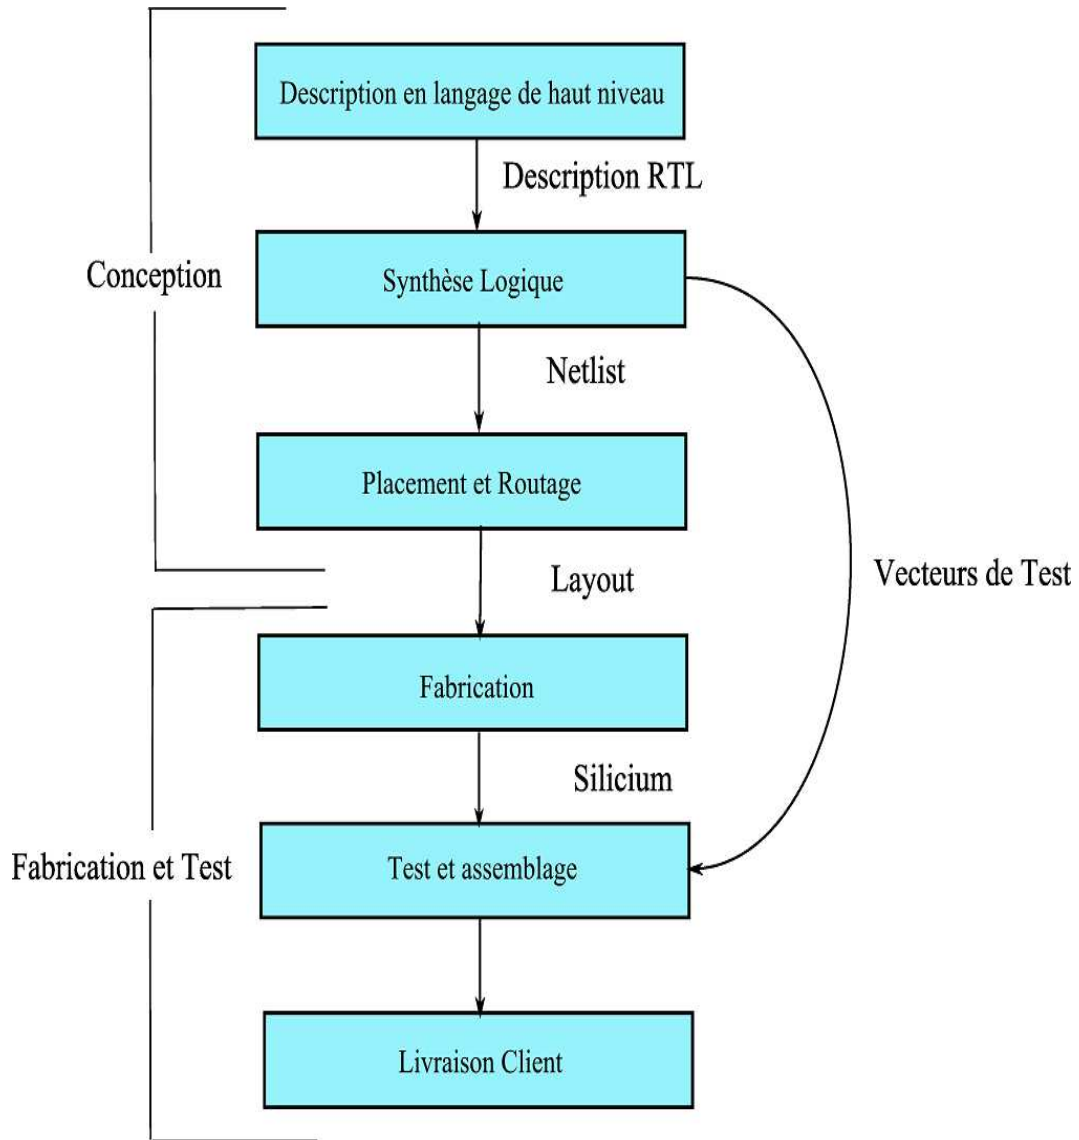 Description en langage de haut niveau
Description RTL
Conception
Synthèse Logique
Netlist
Placement et Routage
Layout
Vecteurs de Test
Fabrication
Silicium
Fabrication et Test
Test et assemblage
Livraison Client